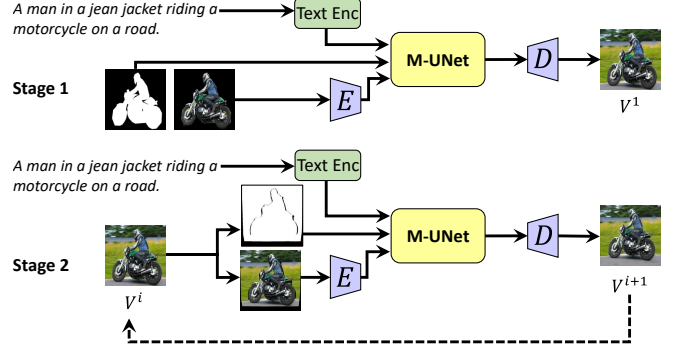 A man in a jean jacket riding a
motorcycle on a road.
Text Enc
M-UNet
Stage 1
E
D
V¹
A man in a jean jacket riding a
motorcycle on a road.
Text Enc
M-UNet
Stage 2
E
D
Vⁱ
Vⁱ⁺¹